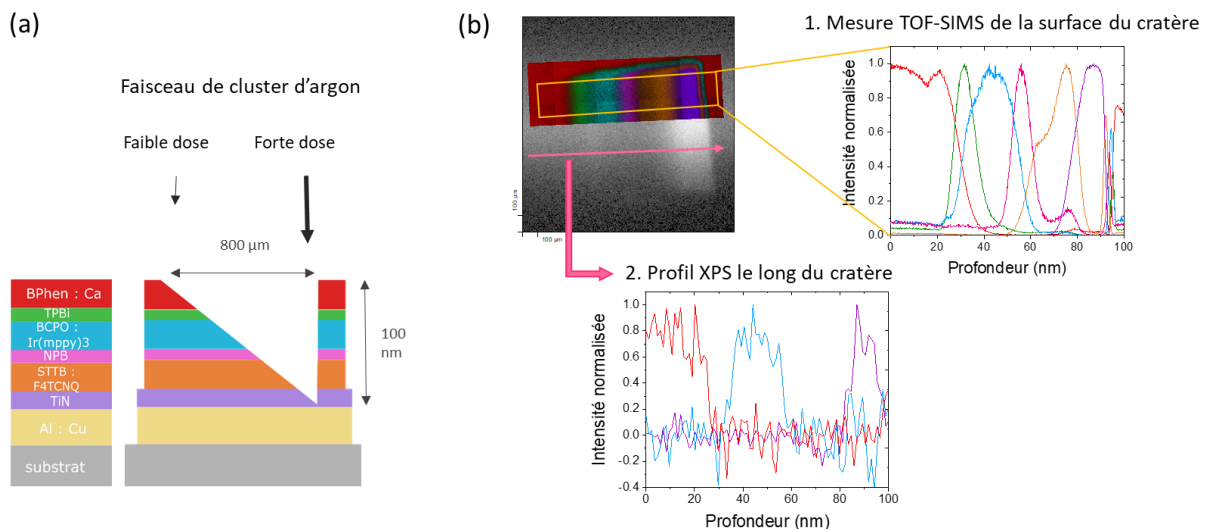 (a)
Faisceau de cluster d'argon
Faible dose
Forte dose
800 µm
BPhen : Ca
TPBi
BCPO :
Ir(mppy)3
NPB
STTB :
F4TCNQ
TiN
Al : Cu
substrat
100
nm
(b)
100 µm
100 µm
1. Mesure TOF-SIMS de la surface du cratère
Intensité normalisée
1.0
0.8
0.6
0.4
0.2
0.0
0 20 40 60 80 100
Profondeur (nm)
2. Profil XPS le long du cratère
Intensité normalisée
1.0
0.8
0.6
0.4
0.2
0.0
-0.2
-0.4
0 20 40 60 80 100
Profondeur (nm)